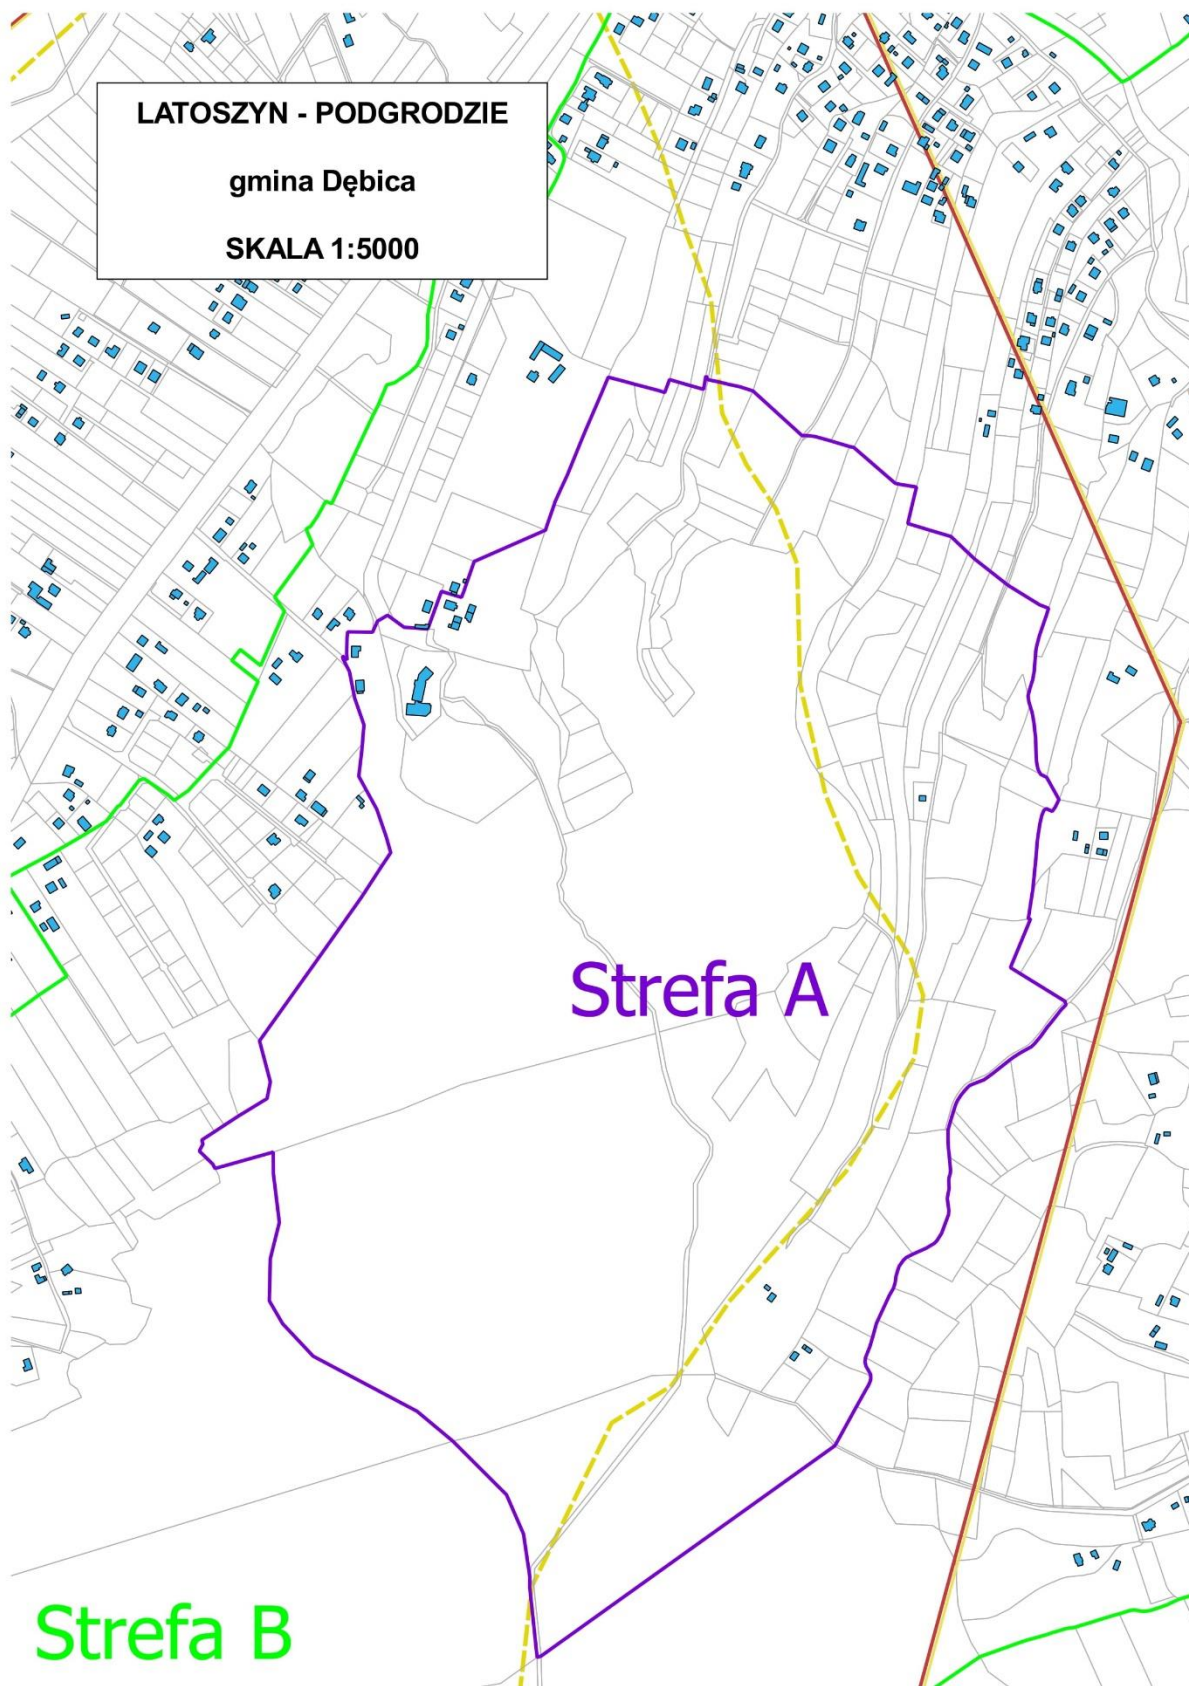 LATOSZYN - PODGRODZIE
gmina Dębica
SKALA 1:5000
Strefa A
Strefa B